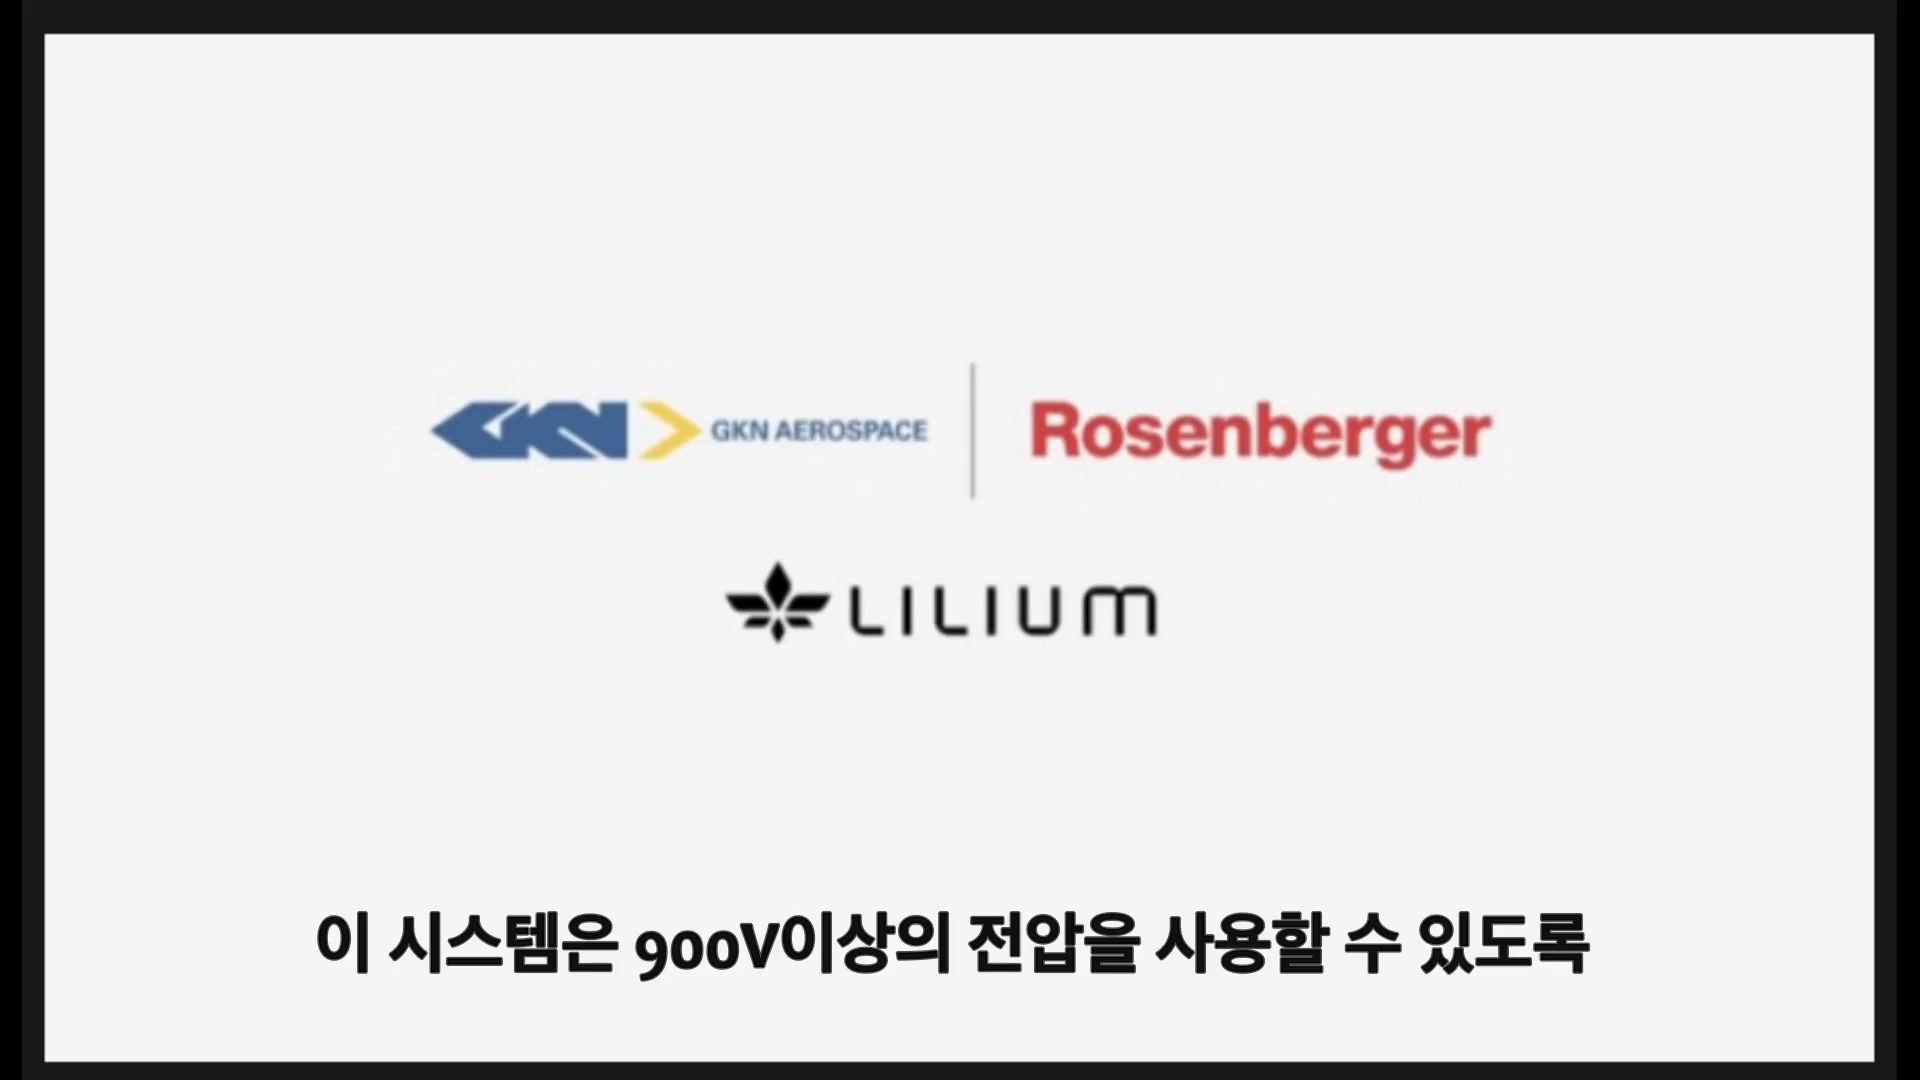 GKN GKN AEROSPACE
Rosenberger
LILIUM
이 시스템은 900V이상의 전압을 사용할 수 있도록